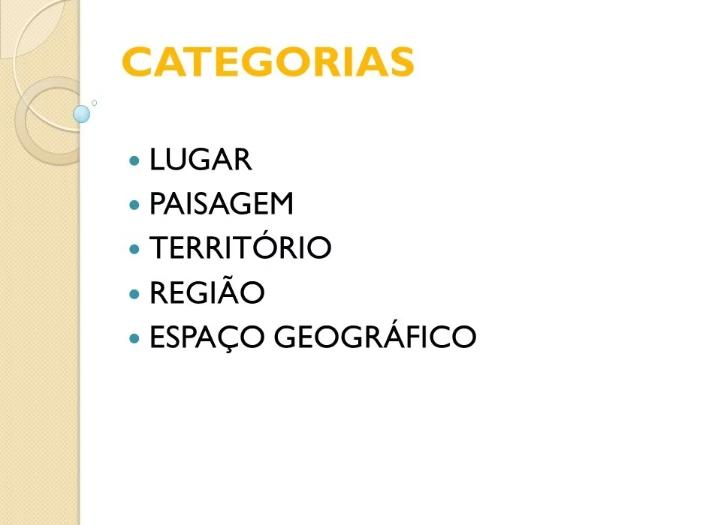 CATEGORIAS
• LUGAR
• PAISAGEM
• TERRITÓRIO
• REGIÃO
• ESPAÇO GEOGRÁFICO